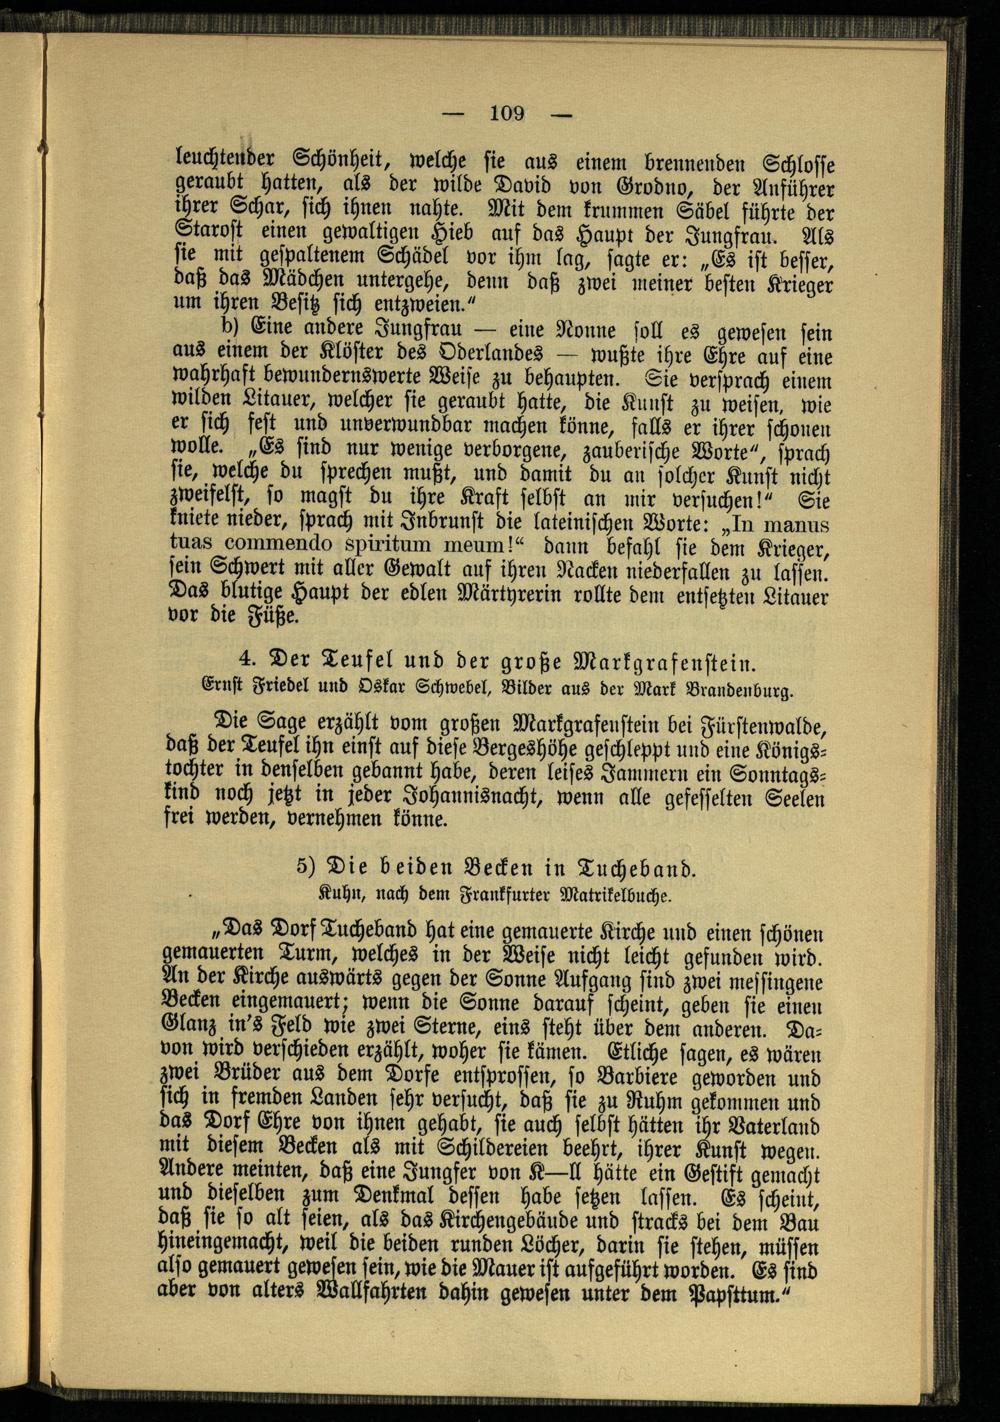 — 109 —
leuchtender Schönheit, welche sie aus einem brennenden Schlosse
geraubt hatten, als der wilde David von Grodno, der Anführer
ihrer Schar, sich ihnen nahte. Mit dem krummen Säbel führte der
Starost einen gewaltigen Hieb auf das Haupt der Jungfrau. Als
sie mit gespaltenem Schädel vor ihm lag, sagte er: „Es ist besser,
daß das Mädchen untergehe, denn daß zwei meiner besten Krieger
um ihren Besitz sich entzweien.“
b) Eine andere Jungfrau — eine Nonne soll es gewesen sein
aus einem der Klöster des Oderlandes — wußte ihre Ehre auf eine
wahrhaft bewundernswerte Weise zu behaupten. Sie versprach einem
wilden Litauer, welcher sie geraubt hatte, die Kunst zu weisen, wie
er sich fest und unverwundbar machen könne, falls er ihrer schonen
wolle. „Es sind nur wenige verborgene, zauberische Worte“, sprach
sie, welche du sprechen mußt, und damit du an solcher Kunst nicht
zweifelst, so magst du ihre Kraft selbst an mir versuchen!“ Sie
kniete nieder, sprach mit Inbrunst die lateinischen Worte: „In manus
tuas commendo spiritum meum!“ dann befahl sie dem Krieger,
sein Schwert mit aller Gewalt auf ihren Nacken niederfallen zu lassen.
Das blutige Haupt der edlen Märtyrerin rollte dem entsetzten Litauer
vor die Füße.
4. Der Teufel und der große Markgrafenstein.
Ernst Friedel und Oskar Schwebel, Bilder aus der Mark Brandenburg.
Die Sage erzählt vom großen Markgrafenstein bei Fürstenwalde,
daß der Teufel ihn einst auf diese Bergeshöhe geschleppt und eine Königs-
tochter in denselben gebannt habe, deren leises Jammern ein Sonntags-
kind noch jetzt in jeder Johannisnacht, wenn alle gefesselten Seelen
frei werden, vernehmen könne.
5) Die beiden Becken in Tucheband.
Kuhn, nach dem Frankfurter Matrikelbuche.
„Das Dorf Tucheband hat eine gemauerte Kirche und einen schönen
gemauerten Turm, welches in der Weise nicht leicht gefunden wird.
An der Kirche auswärts gegen der Sonne Aufgang sind zwei messingene
Becken eingemauert; wenn die Sonne darauf scheint, geben sie einen
Glanz in's Feld wie zwei Sterne, eins steht über dem anderen. Da-
von wird verschieden erzählt, woher sie kämen. Etliche sagen, es wären
zwei Brüder aus dem Dorfe entsprossen, so Barbiere geworden und
sich in fremden Landen sehr versucht, daß sie zu Ruhm gekommen und
das Dorf Ehre von ihnen gehabt, sie auch selbst hätten ihr Vaterland
mit diesem Becken als mit Schildereien beehrt, ihrer Kunst wegen.
Andere meinten, daß eine Jungfer von K—ll hätte ein Gestift gemacht
und dieselben zum Denkmal dessen habe setzen lassen. Es scheint,
daß sie so alt seien, als das Kirchengebäude und stracks bei dem Bau
hineingemacht, weil die beiden runden Löcher, darin sie stehen, müssen
also gemauert gewesen sein, wie die Mauer ist aufgeführt worden. Es sind
aber von alters Wallfahrten dahin gewesen unter dem Papsttum.“